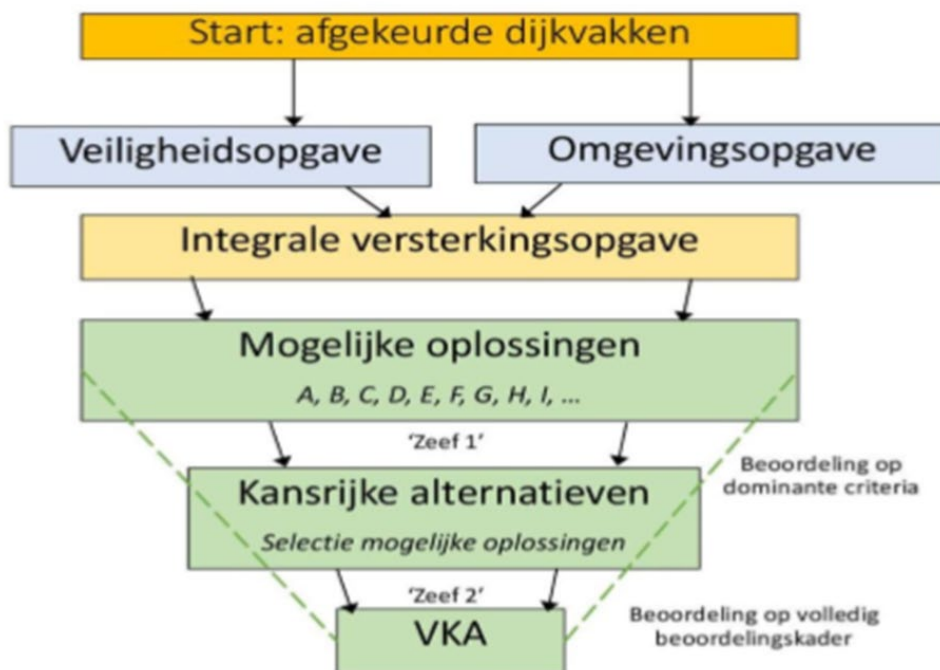 Start: afgekeurde dijkvakken
Veiligheidsopgave
Omgevingsopgave
Integrale versterkingsopgave
Mogelijke oplossingen
A, B, C, D, E, F, G, H, I, ...
'Zeef 1'
Beoordeling op
dominante criteria
Kansrijke alternatieven
Selectie mogelijke oplossingen
'Zeef 2'
Beoordeling op volledig
beoordelingskader
VKA